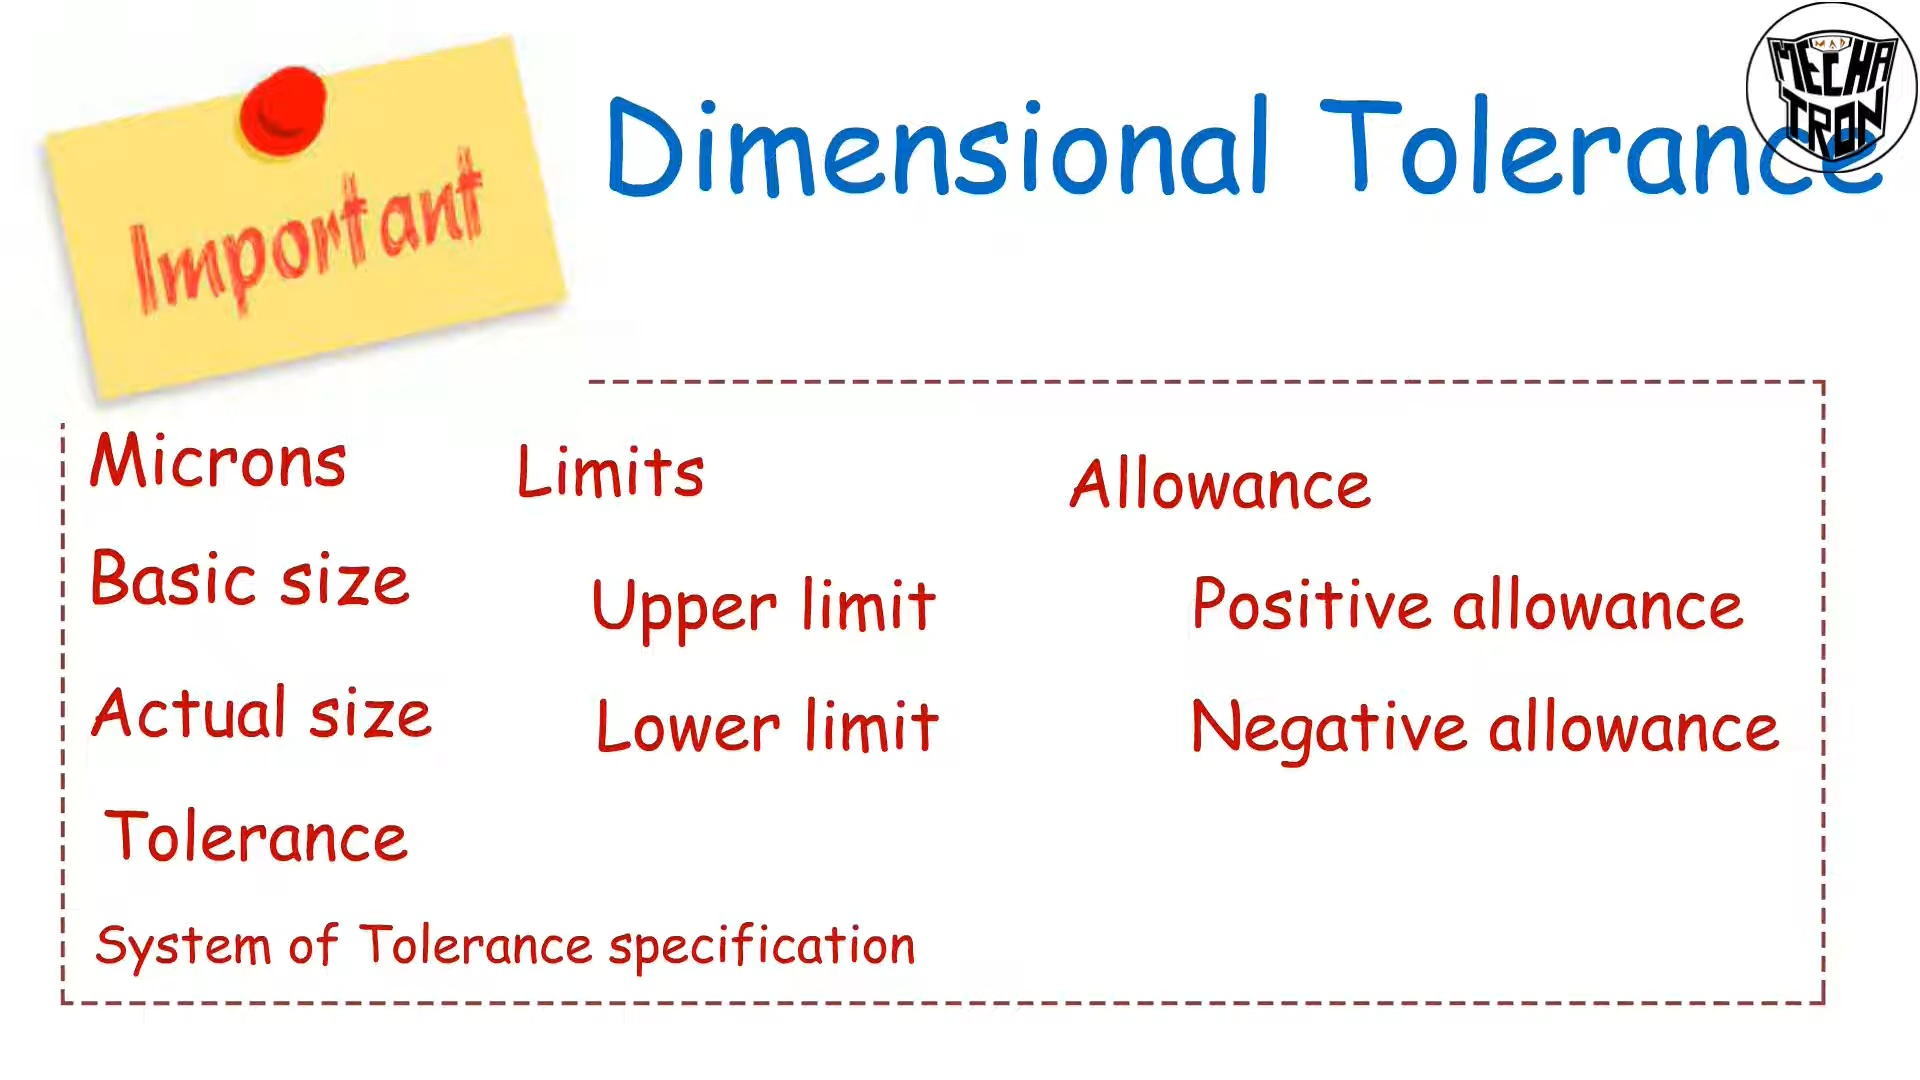 Important
Dimensional Tolerance
MAD
MECHA
TRON
Microns
Limits
Allowance
Basic size
Upper limit
Positive allowance
Actual size
Lower limit
Negative allowance
Tolerance
System of Tolerance specification